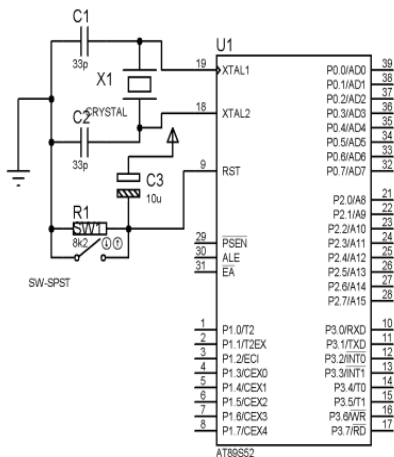 C1
33p
X1
CRYSTAL
C2
33p
C3
10u
R1
SW1
8k2
SW-SPST
U1
19 XTAL1
18 XTAL2
9 RST
29 PSEN
30 ALE
31 EA
1 P1.0/T2
2 P1.1/T2EX
3 P1.2/ECI
4 P1.3/CEX0
5 P1.4/CEX1
6 P1.5/CEX2
7 P1.6/CEX3
8 P1.7/CEX4
P0.0/AD0 39
P0.1/AD1 38
P0.2/AD2 37
P0.3/AD3 36
P0.4/AD4 35
P0.5/AD5 34
P0.6/AD6 33
P0.7/AD7 32
P2.0/A8 21
P2.1/A9 22
P2.2/A10 23
P2.3/A11 24
P2.4/A12 25
P2.5/A13 26
P2.6/A14 27
P2.7/A15 28
P3.0/RXD 10
P3.1/TXD 11
P3.2/INT0 12
P3.3/INT1 13
P3.4/T0 14
P3.5/T1 15
P3.6/WR 16
P3.7/RD 17
AT89S52